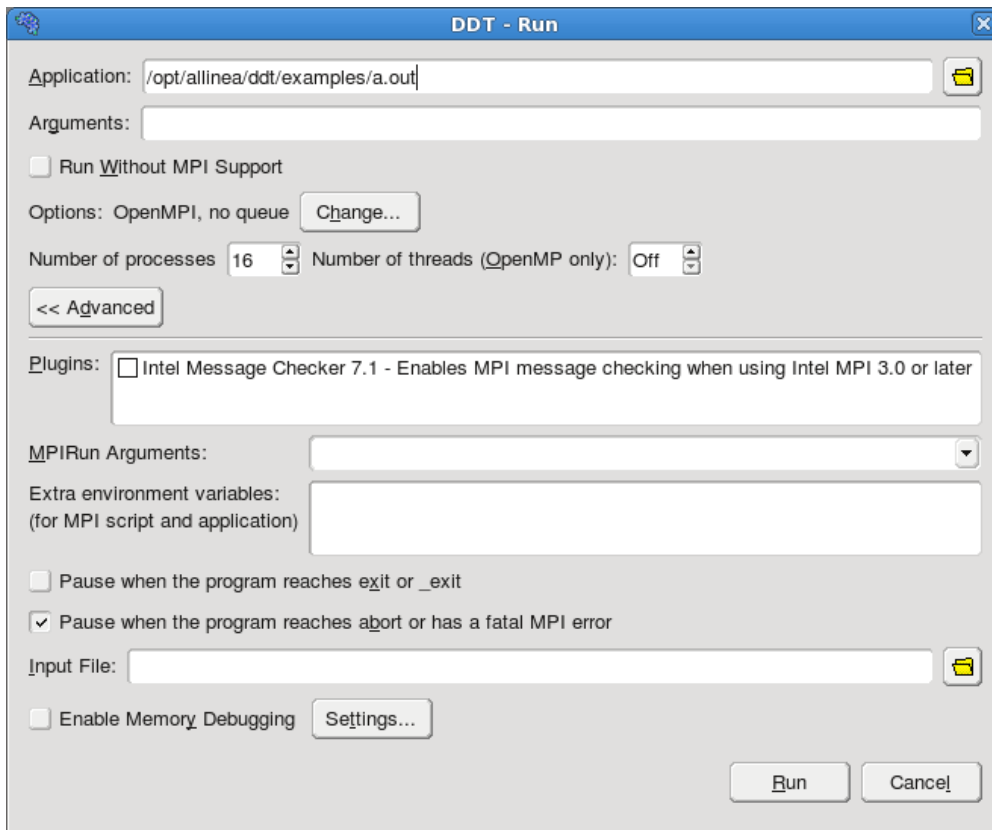 DDT - Run
Application: /opt/allinea/ddt/examples/a.out
Arguments:
Run Without MPI Support
Options: OpenMPI, no queue Change...
Number of processes 16 Number of threads (OpenMP only): Off
<< Advanced
Plugins: Intel Message Checker 7.1 - Enables MPI message checking when using Intel MPI 3.0 or later
MPIRun Arguments:
Extra environment variables:
(for MPI script and application)
Pause when the program reaches exit or _exit
Pause when the program reaches abort or has a fatal MPI error
Input File:
Enable Memory Debugging Settings...
Run Cancel